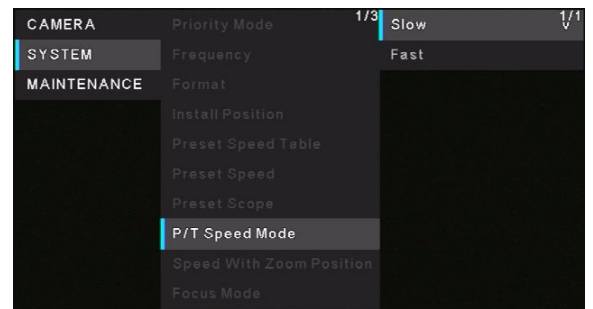 CAMERA
SYSTEM
MAINTENANCE
1/3
Priority Mode
Frequency
Format
Install Position
Preset Speed Table
Preset Speed
Preset Scope
P/T Speed Mode
Speed With Zoom Position
Focus Mode
1/1
Slow
Fast